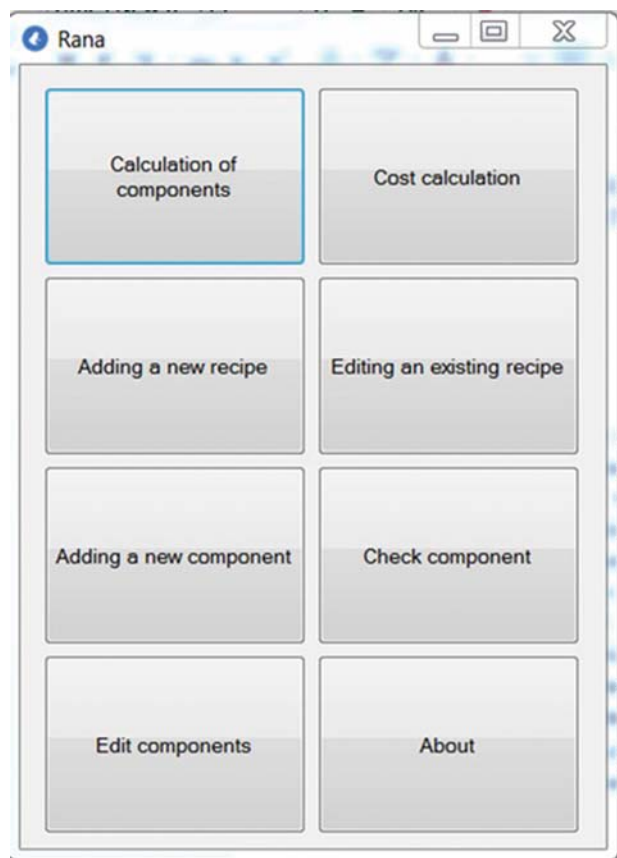 Rana
Calculation of
components
Cost calculation
Adding a new recipe
Editing an existing recipe
Adding a new component
Check component
Edit components
About